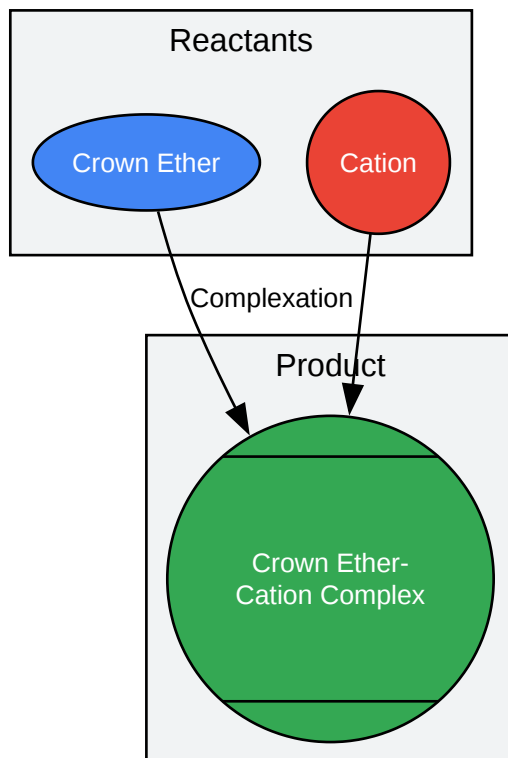 Reactants
Crown Ether
Cation
Complexation
Product
Crown Ether-
Cation Complex